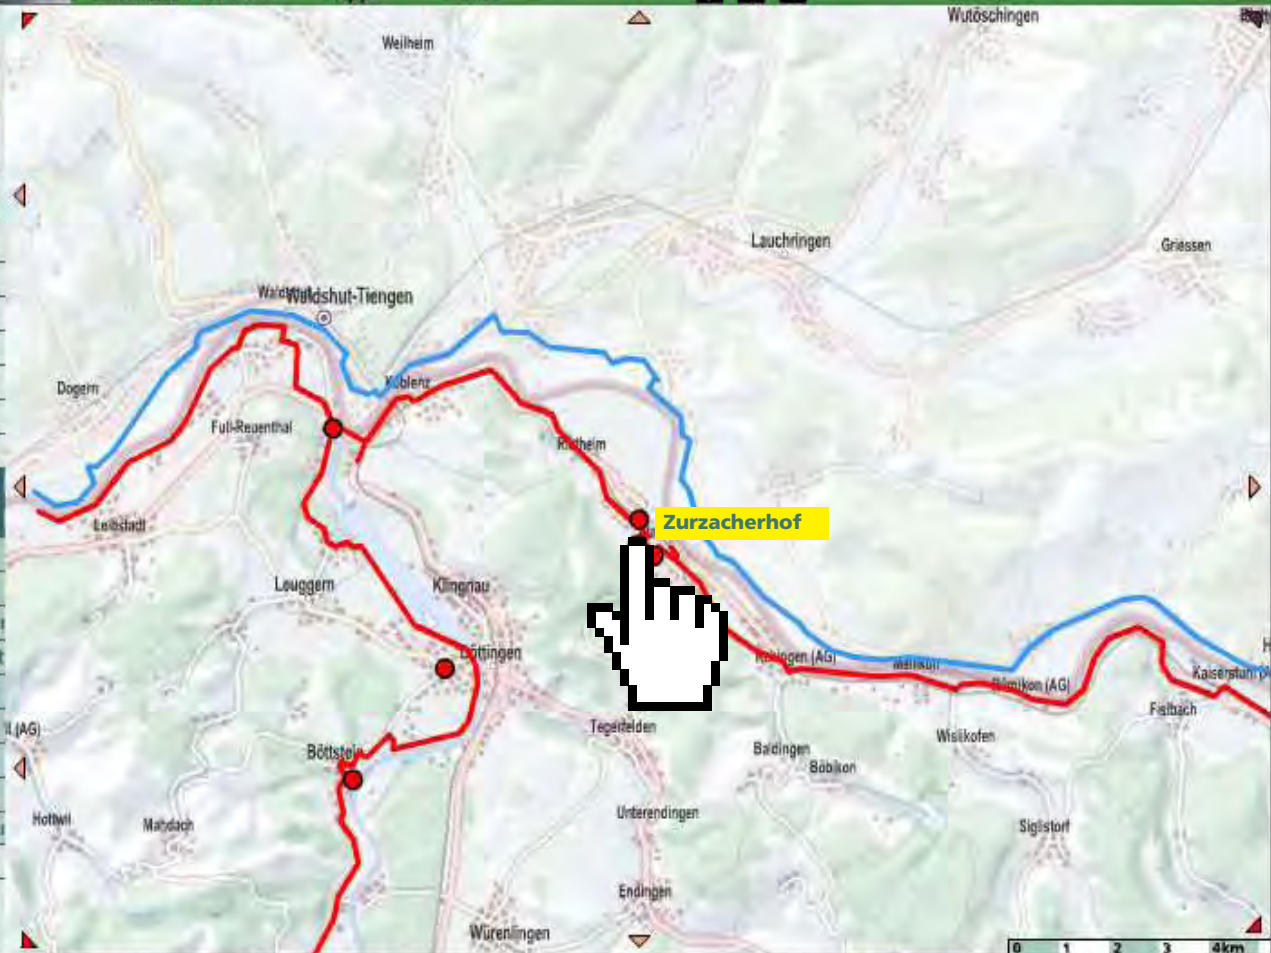 Wutöschingen
Weilheim
Lauchringen
Griessen
Waldshut-Tiengen
Dogern
Koblenz
Full-Reuenthal
Rietheim
Leibstadt
Zurzacherhof
Leuggern
Klingnau
Döttingen
Rekingen (AG)
Mellikon
Rümikon (AG)
Kaiserstuhl
Fislbach
Tegerfelden
Wislikofen
Baldingen
Böbikon
Böttstein
(AG)
Hottwil
Mandach
Unterendingen
Siglistorf
Endingen
Würenlingen
0 1 2 3 4km